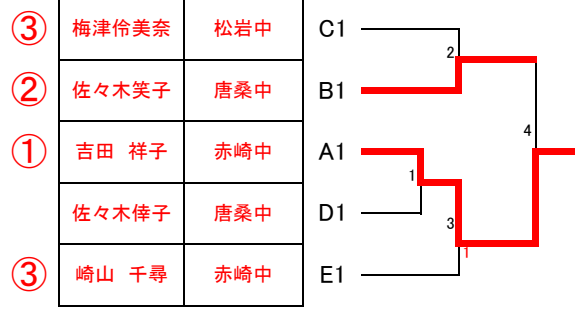 ③ 梅津伶美奈 松岩中 C1
2
② 佐々木笑子 唐桑中 B1
4
① 吉田 祥子 赤崎中 A1
1
佐々木倖子 唐桑中 D1
3
1
③ 崎山 千尋 赤崎中 E1